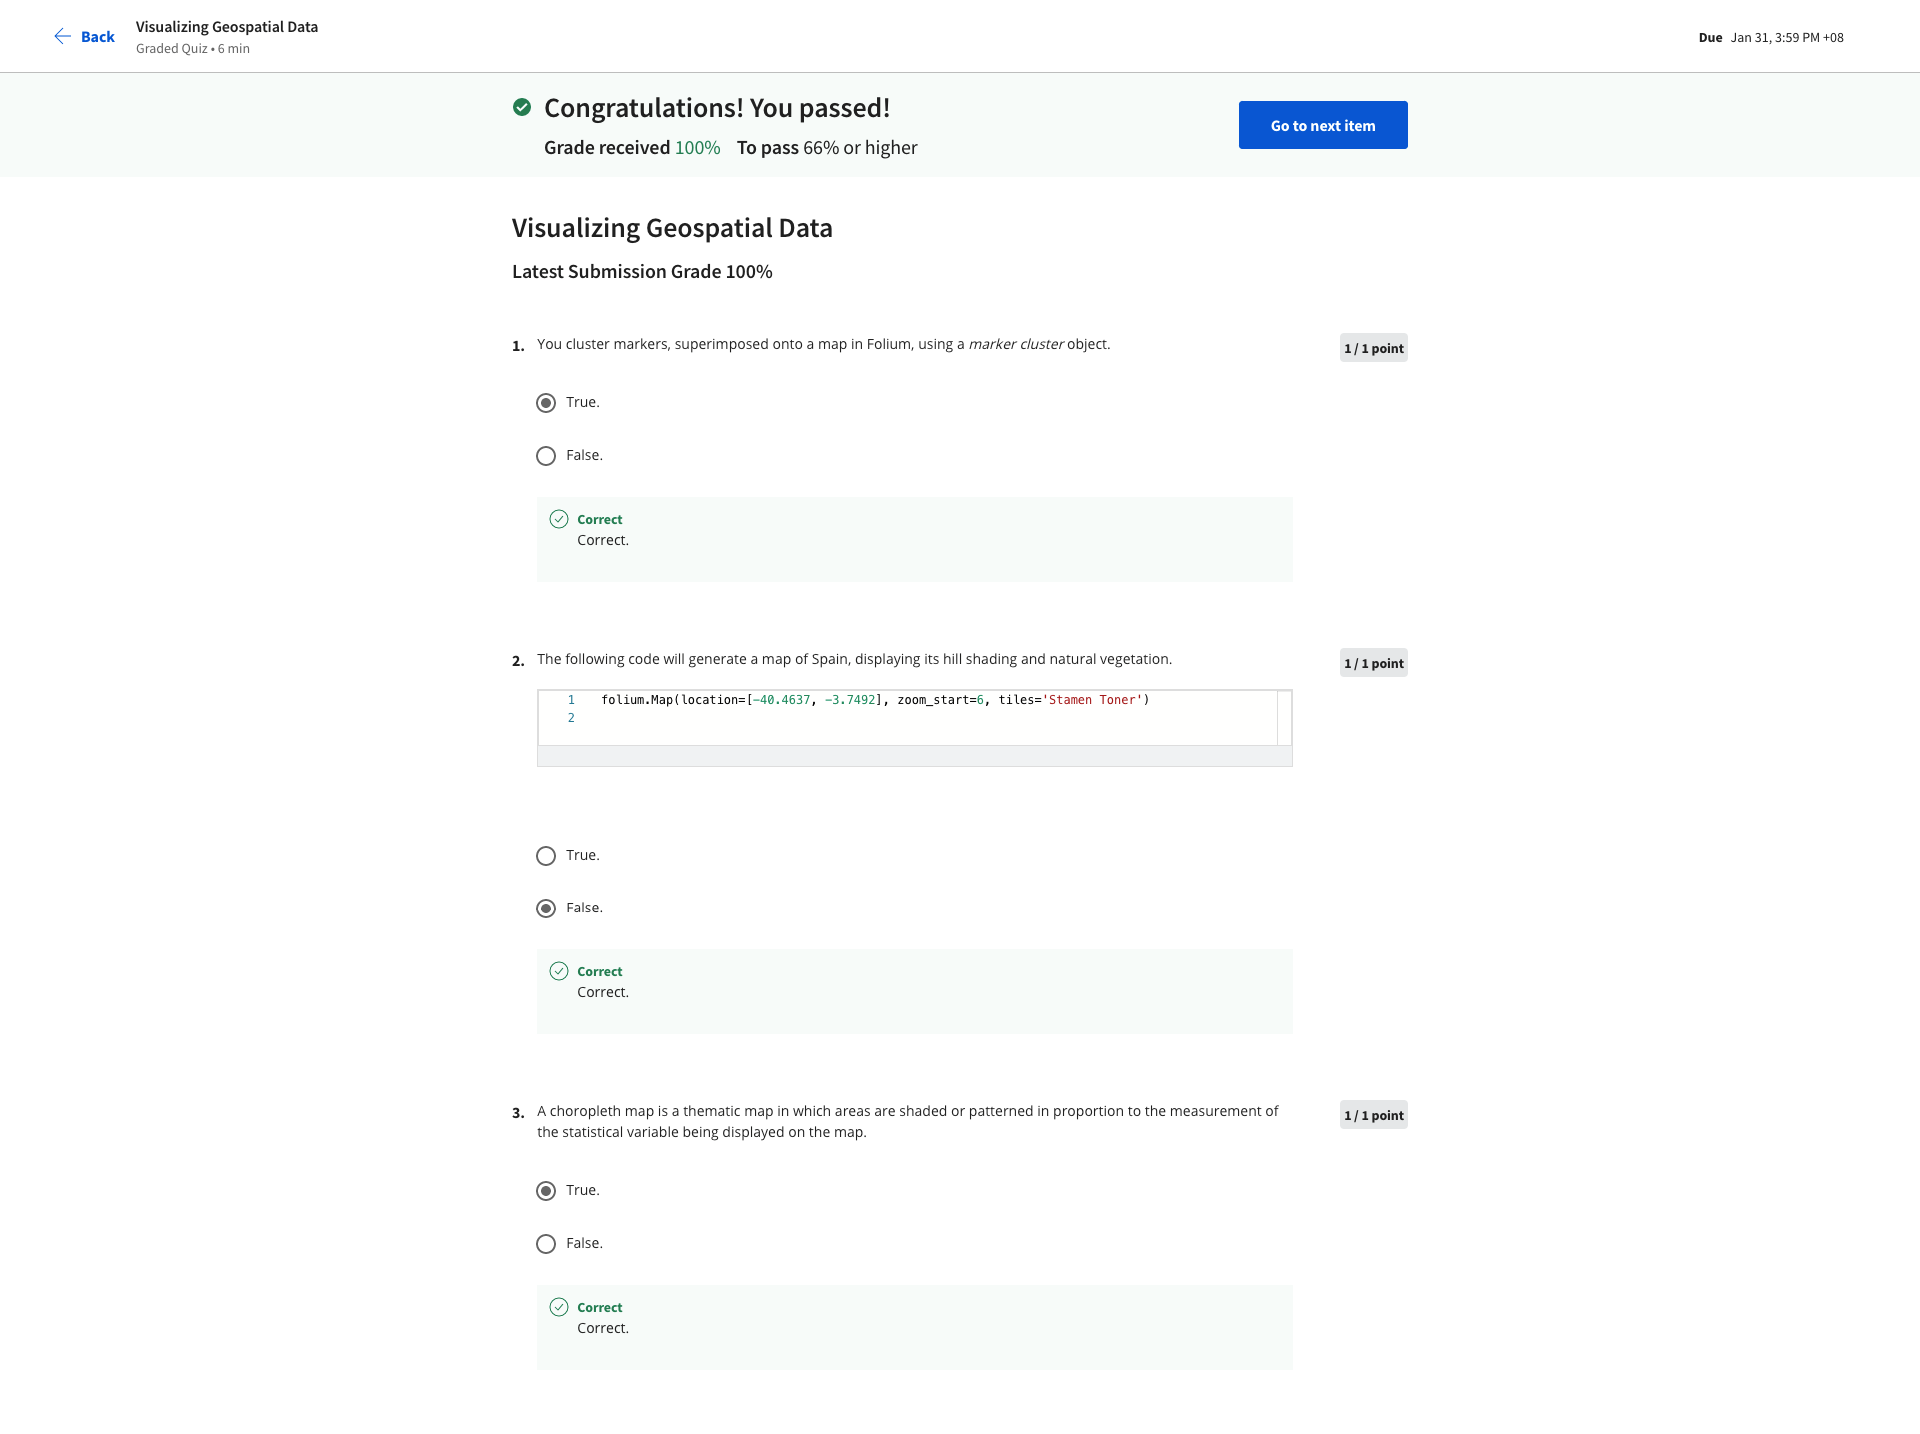 Back
Visualizing Geospatial Data
Graded Quiz • 6 min
Due Jan 31, 3:59 PM +08
Congratulations! You passed!
Grade received 100% To pass 66% or higher
Go to next item
Visualizing Geospatial Data
Latest Submission Grade 100%
1. You cluster markers, superimposed onto a map in Folium, using a marker cluster object.
1 / 1 point
True.
False.
Correct
Correct.
2. The following code will generate a map of Spain, displaying its hill shading and natural vegetation.
1 / 1 point
1 folium.Map(location=[-40.4637, -3.7492], zoom_start=6, tiles='Stamen Toner')
2
True.
False.
Correct
Correct.
3. A choropleth map is a thematic map in which areas are shaded or patterned in proportion to the measurement of
the statistical variable being displayed on the map.
1 / 1 point
True.
False.
Correct
Correct.